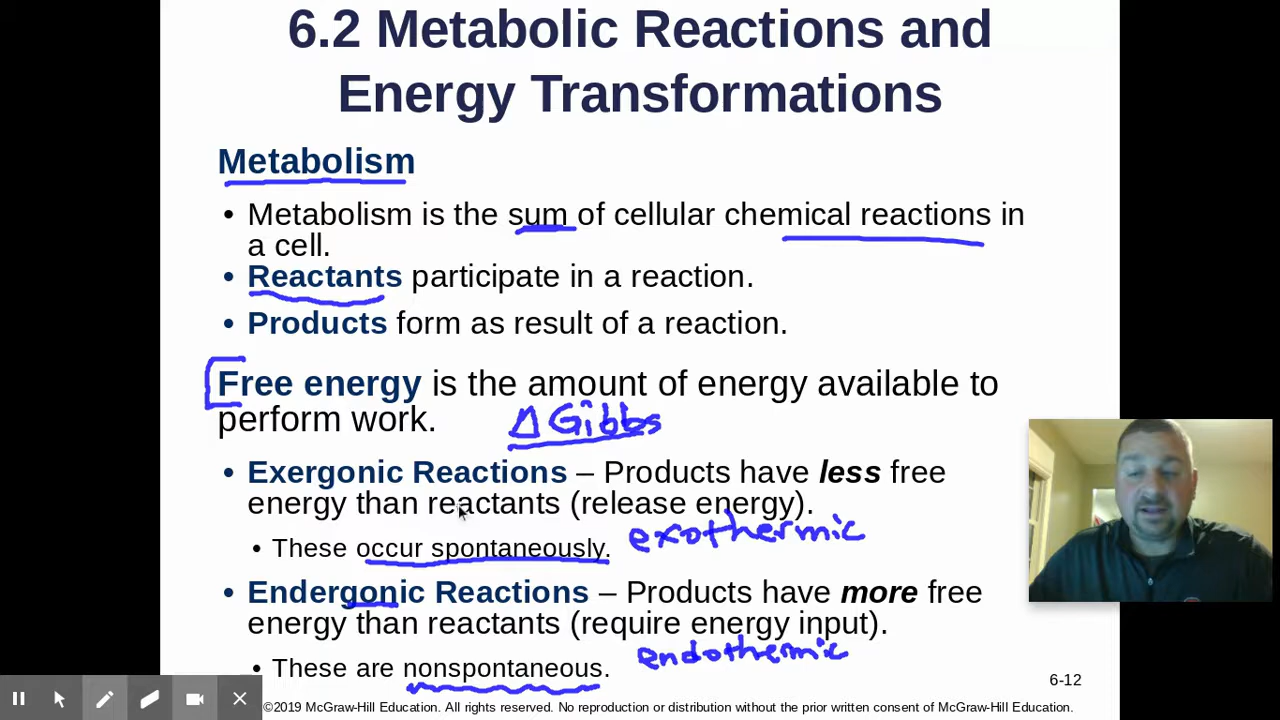 6.2 Metabolic Reactions and
Energy Transformations
Metabolism
• Metabolism is the sum of cellular chemical reactions in
a cell.
• Reactants participate in a reaction.
• Products form as result of a reaction.
Free energy is the amount of energy available to
perform work.
Δ Gibbs
• Exergonic Reactions – Products have less free
energy than reactants (release energy).
• These occur spontaneously.
exothermic
• Endergonic Reactions – Products have more free
energy than reactants (require energy input).
• These are nonspontaneous.
endothermic
6-12
©2019 McGraw-Hill Education. All rights reserved. No reproduction or distribution without the prior written consent of McGraw-Hill Education.